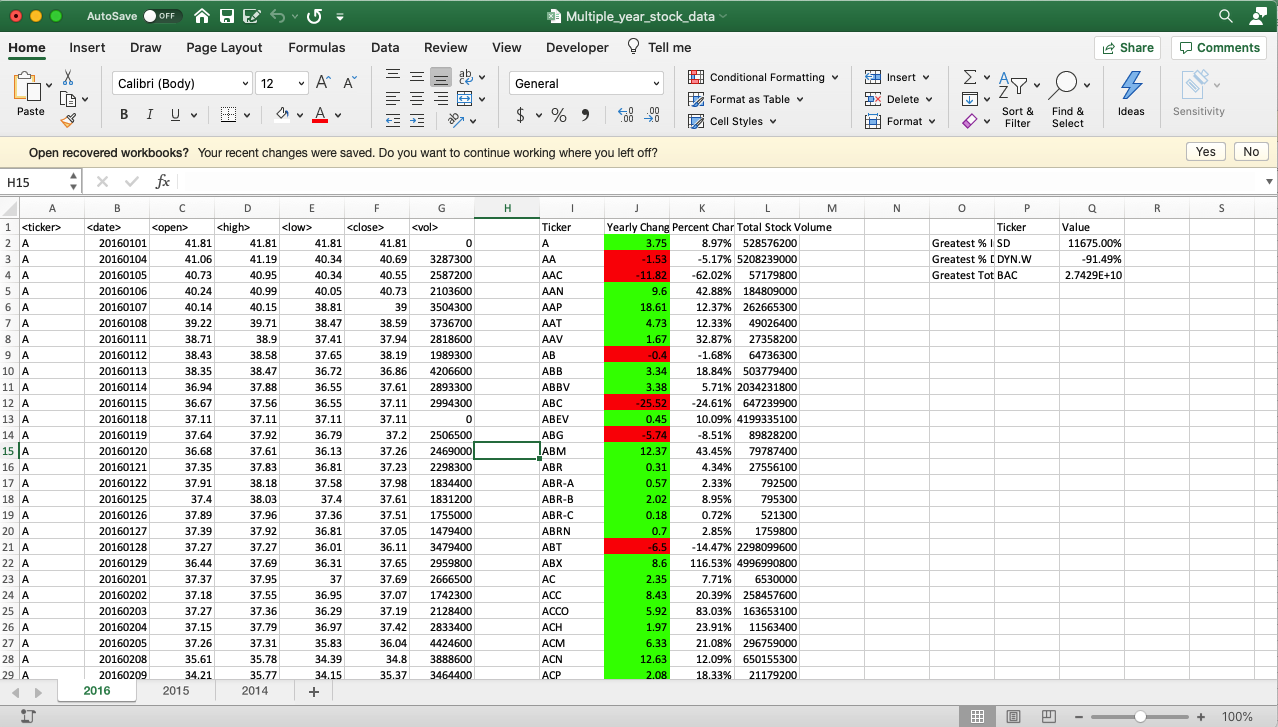 AutoSave OFF Multiple_year_stock_data
Home Insert Draw Page Layout Formulas Data Review View Developer Tell me Share Comments
Paste Calibri (Body) 12 A A General Conditional Formatting Insert Sort & Filter Find & Select Ideas Sensitivity
Format as Table Delete
B I U A $ % Cell Styles Format
Open recovered workbooks? Your recent changes were saved. Do you want to continue working where you left off? Yes No
H15 fx
A B C D E F G H I J K L M N O P Q R S
1 <ticker> <date> <open> <high> <low> <close> <vol> Ticker Yearly Chang Percent Char Total Stock Volume Ticker Value
2 A 20160101 41.81 41.81 41.81 41.81 0 A 3.75 8.97% 528576200 Greatest % I SD 11675.00%
3 A 20160104 41.06 41.19 40.34 40.69 3287300 AA -1.53 -5.17% 5208239000 Greatest % D DYN.W -91.49%
4 A 20160105 40.73 40.95 40.34 40.55 2587200 AAC -11.82 -62.02% 57179800 Greatest Tot BAC 2.7429E+10
5 A 20160106 40.24 40.99 40.05 40.73 2103600 AAN 9.6 42.88% 184809000
6 A 20160107 40.14 40.15 38.81 39 3504300 AAP 18.61 12.37% 262665300
7 A 20160108 39.22 39.71 38.47 38.59 3736700 AAT 4.73 12.33% 49026400
8 A 20160111 38.71 38.9 37.41 37.94 2818600 AAV 1.67 32.87% 27358200
9 A 20160112 38.43 38.58 37.65 38.19 1989300 AB -0.4 -1.68% 64736300
10 A 20160113 38.35 38.47 36.72 36.86 4206600 ABB 3.34 18.84% 503779400
11 A 20160114 36.94 37.88 36.55 37.61 2893300 ABBV 3.38 5.71% 2034231800
12 A 20160115 36.67 37.56 36.55 37.11 2994300 ABC -25.52 -24.61% 647239900
13 A 20160118 37.11 37.11 37.11 37.11 0 ABEV 0.45 10.09% 4199335100
14 A 20160119 37.64 37.92 36.79 37.2 2506500 ABG -5.74 -8.51% 89828200
15 A 20160120 36.68 37.61 36.13 37.26 2469000 ABM 12.37 43.45% 79787400
16 A 20160121 37.35 37.83 36.81 37.23 2298300 ABR 0.31 4.34% 27556100
17 A 20160122 37.91 38.18 37.58 37.98 1834400 ABR-A 0.57 2.33% 792500
18 A 20160125 37.4 38.03 37.4 37.61 1831200 ABR-B 2.02 8.95% 795300
19 A 20160126 37.89 37.96 37.36 37.51 1755000 ABR-C 0.18 0.72% 521300
20 A 20160127 37.39 37.92 36.81 37.05 1479400 ABRN 0.7 2.85% 1759800
21 A 20160128 37.27 37.27 36.01 36.11 3479400 ABT -6.5 -14.47% 2298099600
22 A 20160129 36.44 37.69 36.31 37.65 2959800 ABX 8.6 116.53% 4996990800
23 A 20160201 37.37 37.95 37 37.69 2666500 AC 2.35 7.71% 6530000
24 A 20160202 37.18 37.55 36.95 37.07 1742300 ACC 8.43 20.39% 258457600
25 A 20160203 37.27 37.36 36.29 37.19 2128400 ACCO 5.92 83.03% 163653100
26 A 20160204 37.15 37.79 36.97 37.42 2833400 ACH 1.97 23.91% 11563400
27 A 20160205 37.26 37.31 35.83 36.04 4424600 ACM 6.33 21.08% 296759000
28 A 20160208 35.61 35.78 34.39 34.8 3888600 ACN 12.63 12.09% 650155300
29 A 20160209 34.21 35.77 34.15 35.37 3464400 ACP 2.08 18.33% 21179200
2016 2015 2014
100%